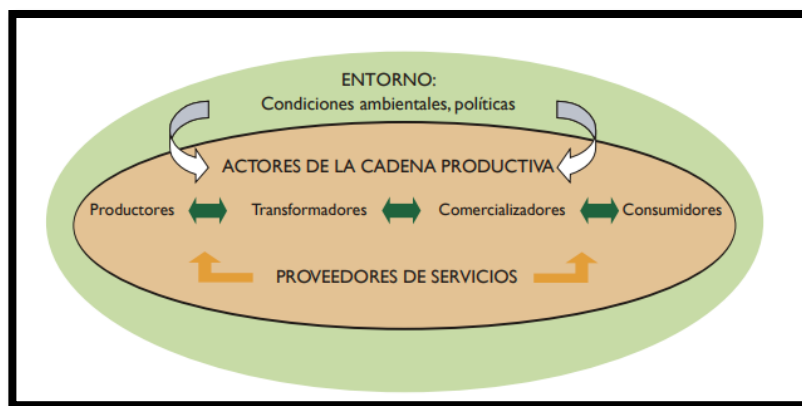 ENTORNO:
Condiciones ambientales, políticas
ACTORES DE LA CADENA PRODUCTIVA
Productores Transformadores Comercializadores Consumidores
PROVEEDORES DE SERVICIOS